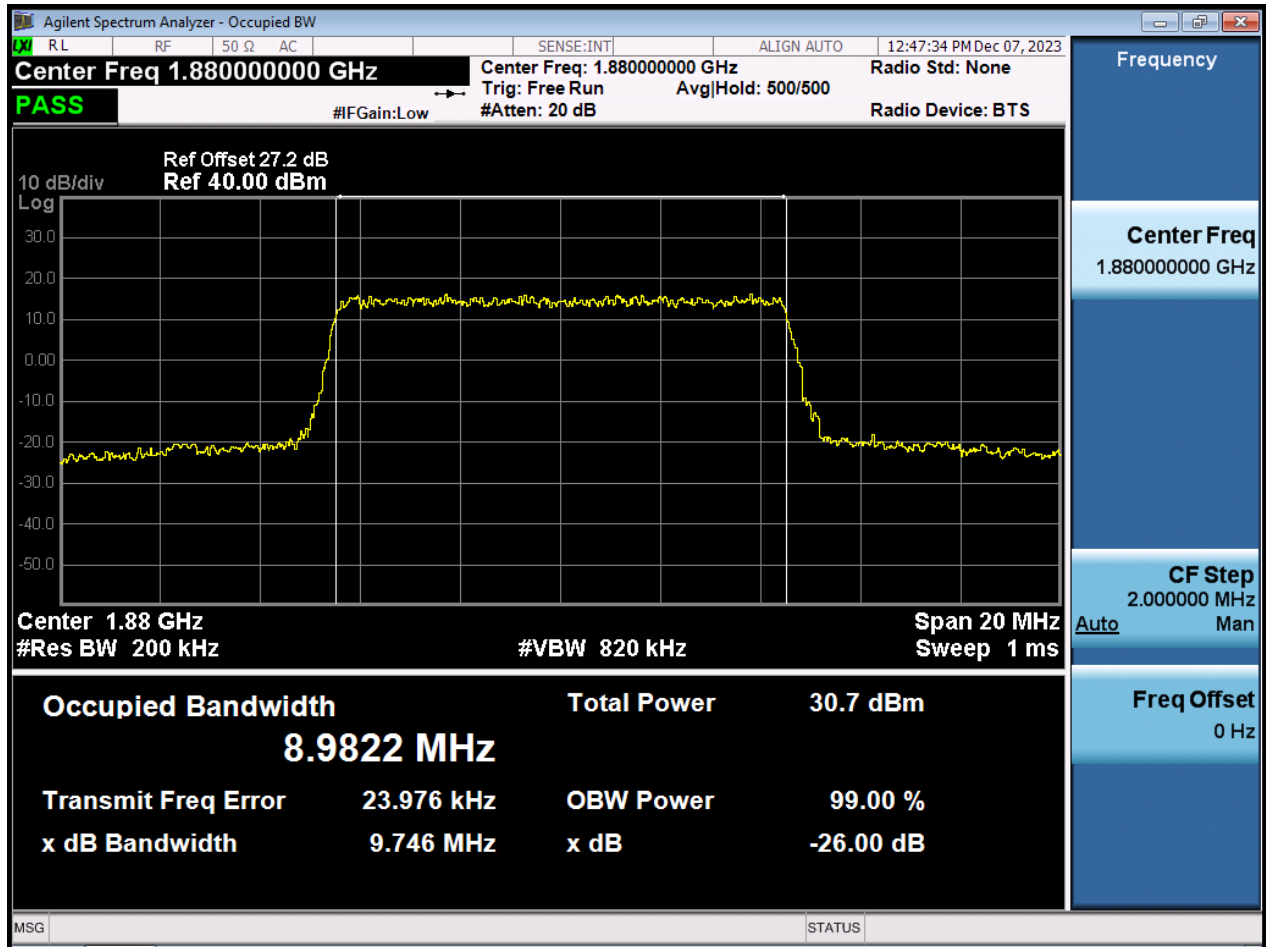 Agilent Spectrum Analyzer - Occupied BW
LXI RL RF 50 Ω AC SENSE:INT ALIGN AUTO 12:47:34 PM Dec 07, 2023
Center Freq 1.880000000 GHz
PASS
#IFGain:Low
Center Freq: 1.880000000 GHz
Trig: Free Run Avg|Hold: 500/500
#Atten: 20 dB
Radio Std: None
Radio Device: BTS
Ref Offset 27.2 dB
10 dB/div Ref 40.00 dBm
Log
30.0
20.0
10.0
0.00
-10.0
-20.0
-30.0
-40.0
-50.0
Center 1.88 GHz Span 20 MHz
#Res BW 200 kHz #VBW 820 kHz Sweep 1 ms
Occupied Bandwidth Total Power 30.7 dBm
8.9822 MHz
Transmit Freq Error 23.976 kHz OBW Power 99.00 %
x dB Bandwidth 9.746 MHz x dB -26.00 dB
MSG STATUS
Frequency
Center Freq
1.880000000 GHz
CF Step
2.000000 MHz
Auto Man
Freq Offset
0 Hz